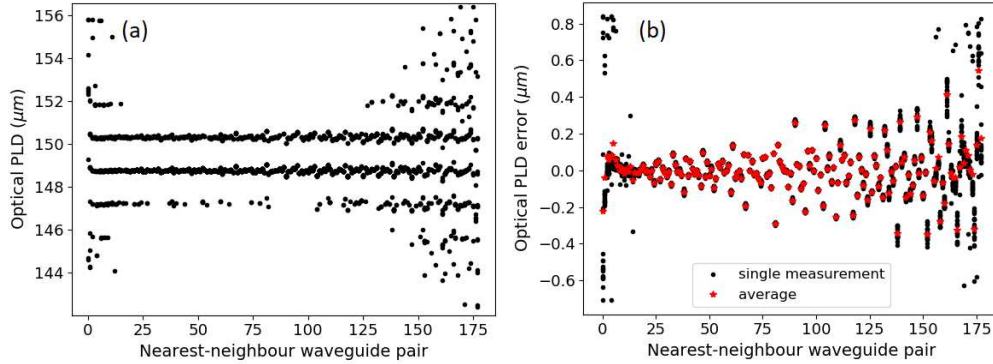 (a)
Optical PLD (μm)
156
154
152
150
148
146
144
0 25 50 75 100 125 150 175
Nearest-neighbour waveguide pair
(b)
Optical PLD error (μm)
0.8
0.6
0.4
0.2
0.0
−0.2
−0.4
−0.6
single measurement
average
0 25 50 75 100 125 150 175
Nearest-neighbour waveguide pair